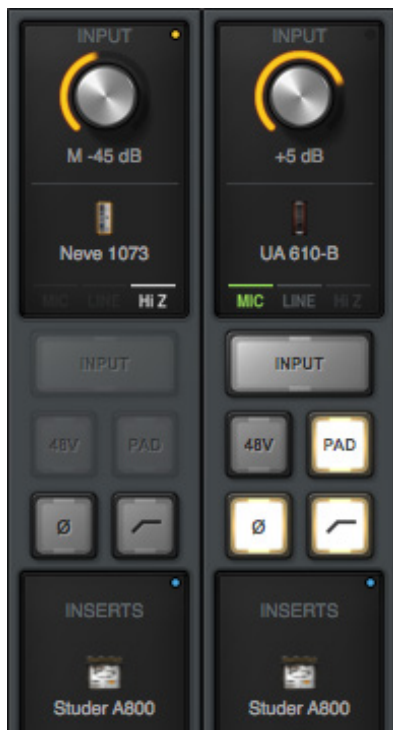 INPUT
M -45 dB
Neve 1073
MIC LINE Hi Z
INPUT
48V PAD
Ø
INSERTS
Studer A800
INPUT
+5 dB
UA 610-B
MIC LINE Hi Z
INPUT
48V PAD
Ø
INSERTS
Studer A800